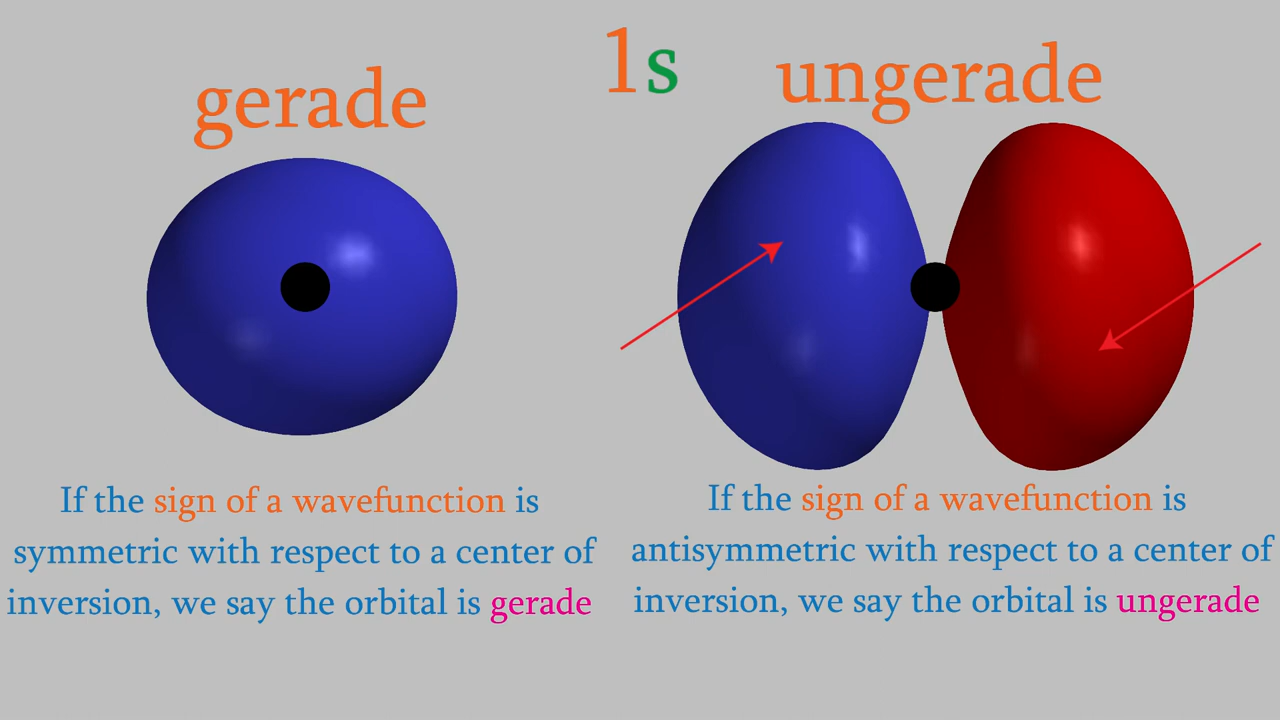 1s
gerade
ungerade
If the sign of a wavefunction is
symmetric with respect to a center of
inversion, we say the orbital is gerade
If the sign of a wavefunction is
antisymmetric with respect to a center of
inversion, we say the orbital is ungerade